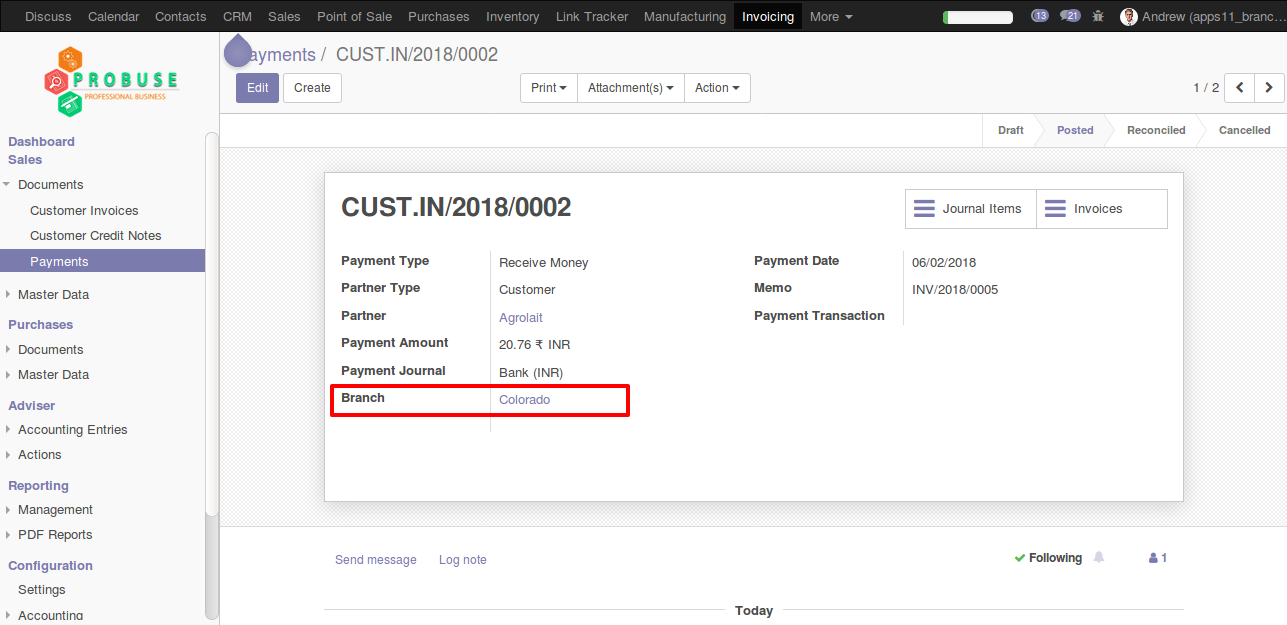 Discuss Calendar Contacts CRM Sales Point of Sale Purchases Inventory Link Tracker Manufacturing Invoicing More 13 21 Andrew (apps11_branc...
PROBUSE
PROFESSIONAL BUSINESS
ayments / CUST.IN/2018/0002
Edit Create Print Attachment(s) Action 1 / 2
Draft Posted Reconciled Cancelled
Dashboard
Sales
Documents
Customer Invoices
Customer Credit Notes
Payments
Master Data
Purchases
Documents
Master Data
Adviser
Accounting Entries
Actions
Reporting
Management
PDF Reports
Configuration
Settings
Accounting
CUST.IN/2018/0002
Journal Items Invoices
Payment Type Receive Money Payment Date 06/02/2018
Partner Type Customer Memo INV/2018/0005
Partner Agrolait Payment Transaction
Payment Amount 20.76 ₹ INR
Payment Journal Bank (INR)
Branch Colorado
Send message Log note Following 1
Today